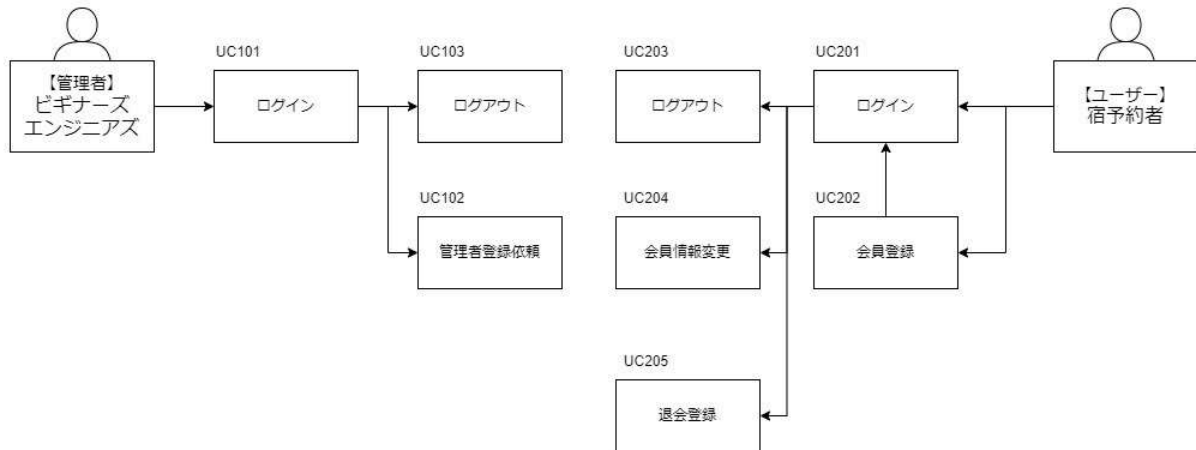 UC101
UC103
UC203
UC201
【管理者】
ビギナーズ
エンジニアズ
ログイン
ログアウト
ログアウト
ログイン
【ユーザー】
宿予約者
UC102
UC204
UC202
管理者登録依頼
会員情報変更
会員登録
UC205
退会登録